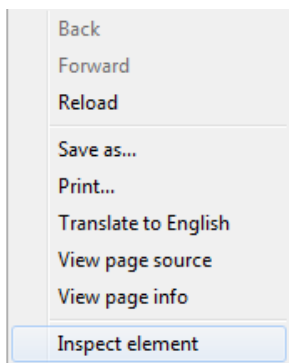 Back
Forward
Reload
Save as...
Print...
Translate to English
View page source
View page info
Inspect element